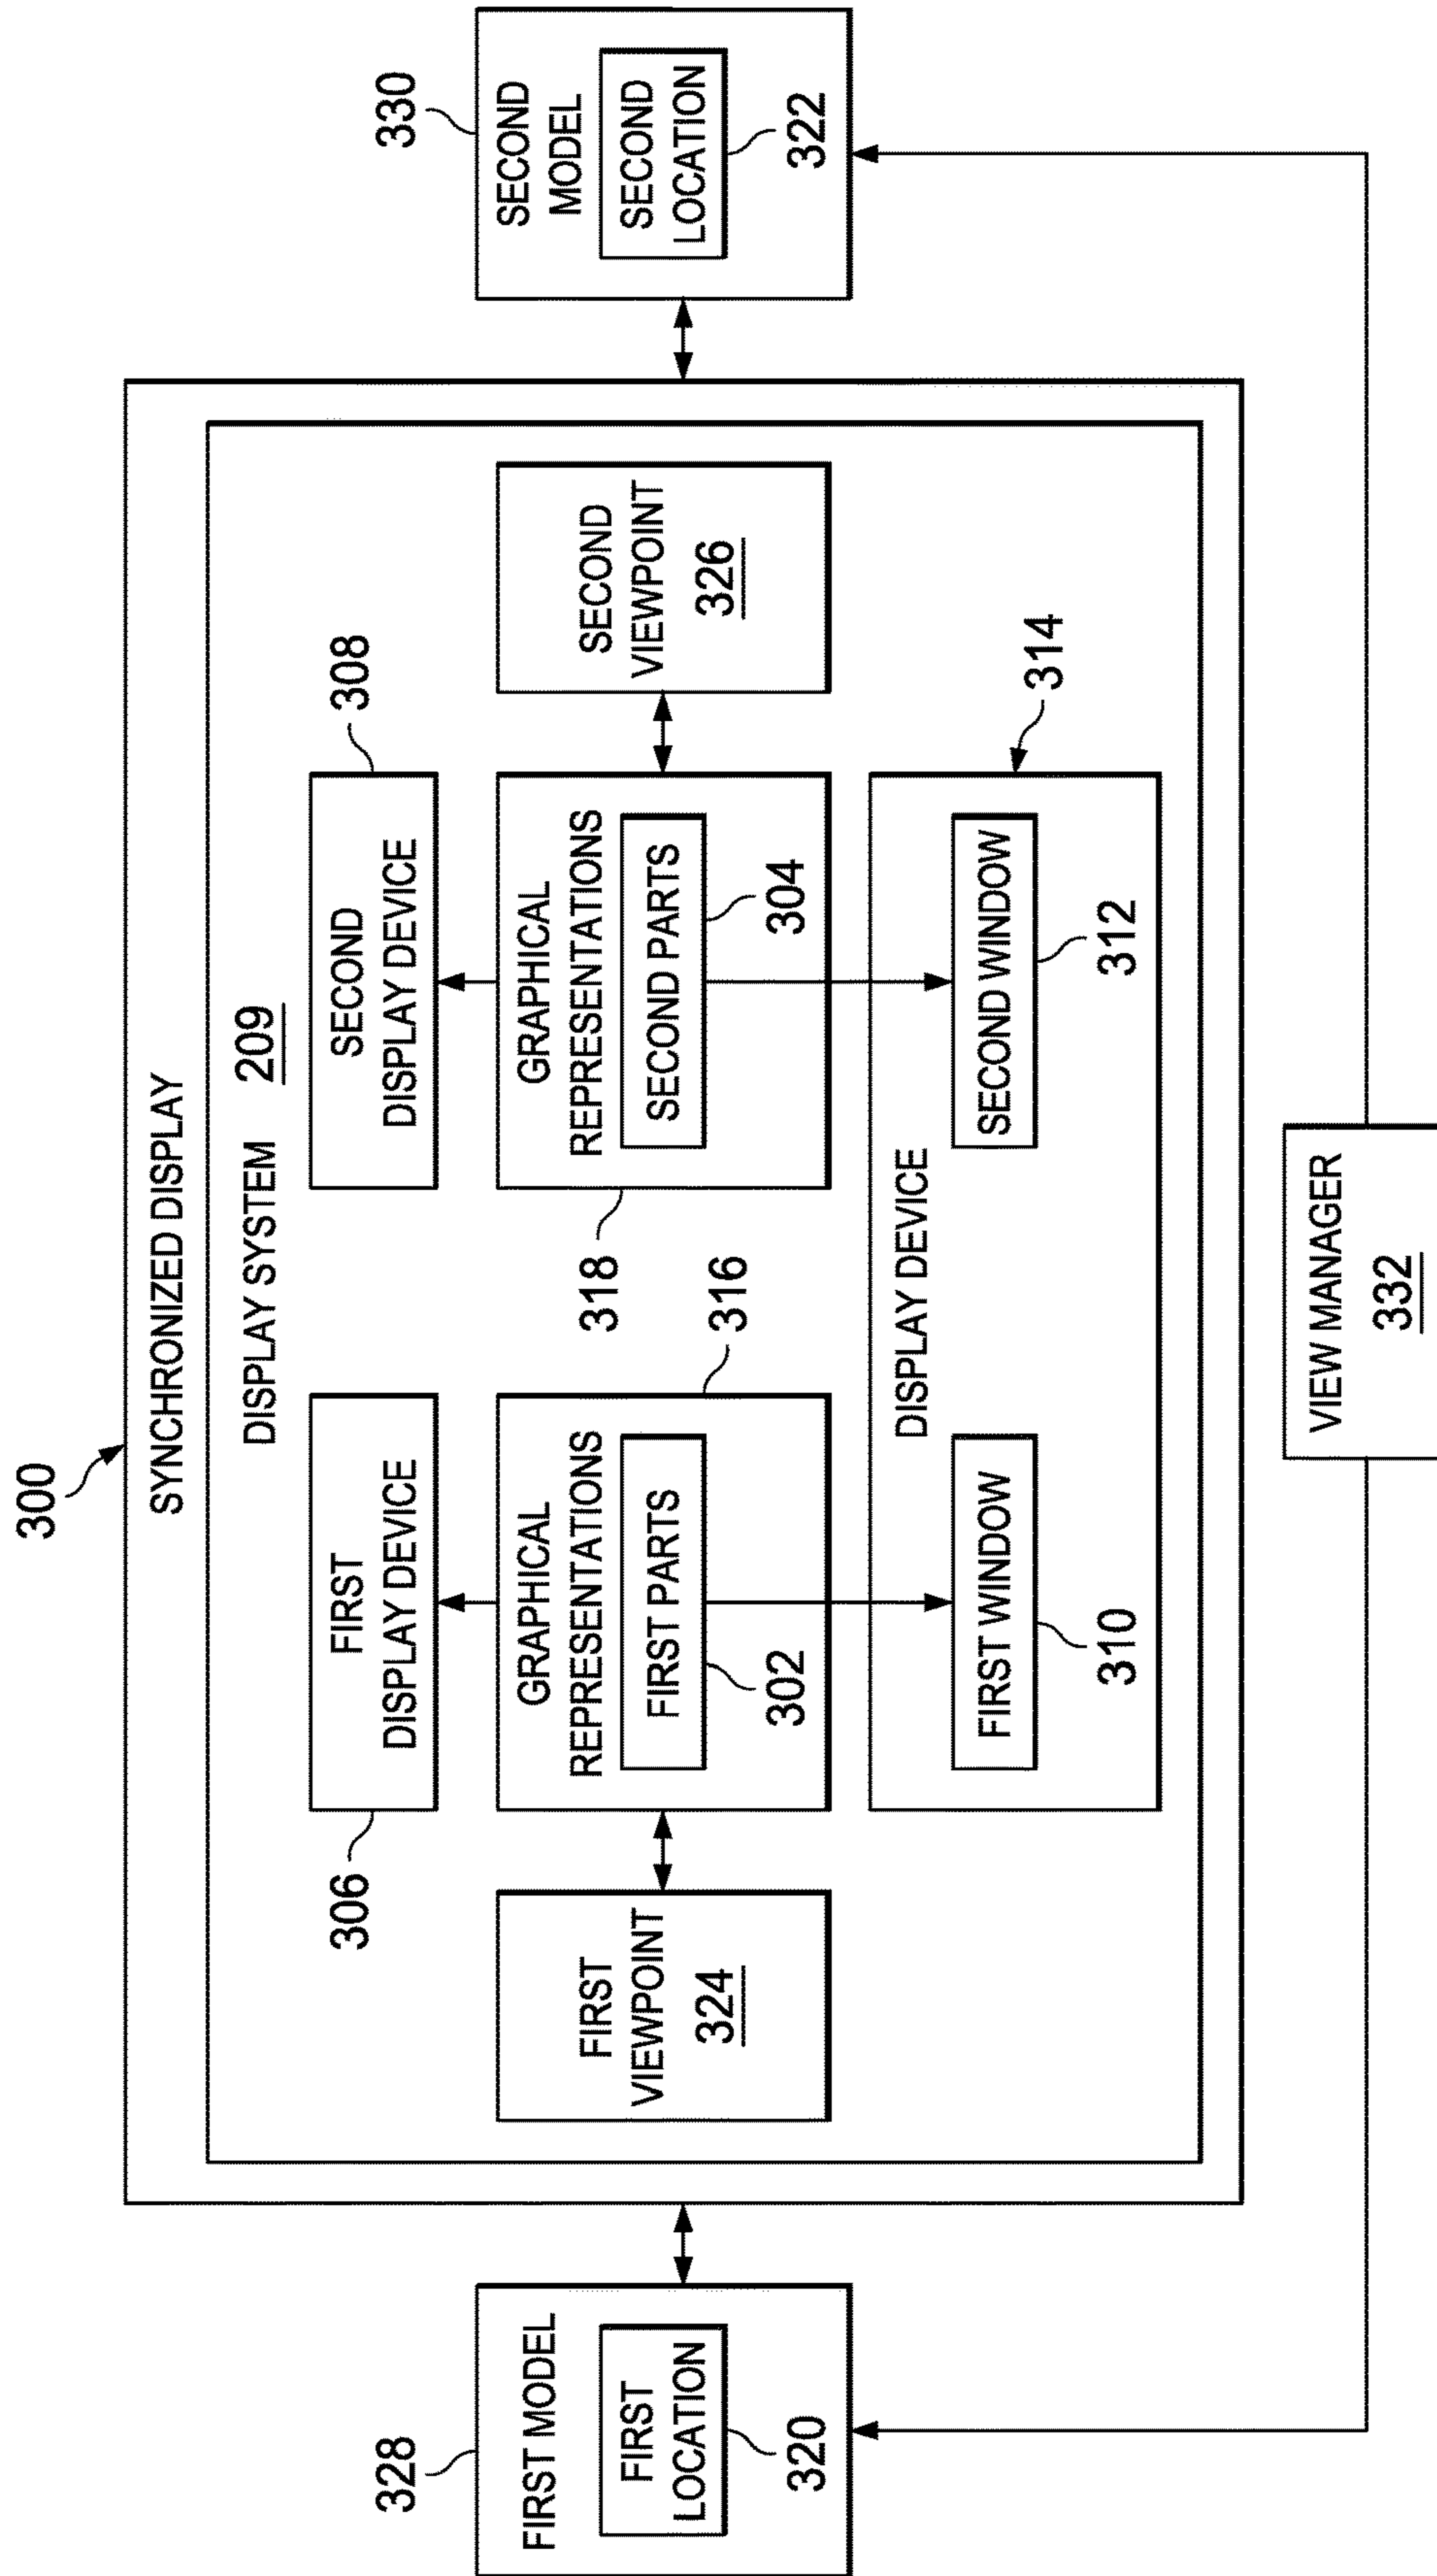 300
SYNCHRONIZED DISPLAY
DISPLAY SYSTEM 209
306
FIRST
DISPLAY DEVICE
SECOND
DISPLAY DEVICE
308
328
FIRST MODEL
FIRST
LOCATION
320
FIRST
VIEWPOINT
324
GRAPHICAL
REPRESENTATIONS
FIRST PARTS
302
316
318
GRAPHICAL
REPRESENTATIONS
SECOND PARTS
304
SECOND
VIEWPOINT
326
330
SECOND
MODEL
SECOND
LOCATION
322
DISPLAY DEVICE
314
FIRST WINDOW
310
SECOND WINDOW
312
VIEW MANAGER
332